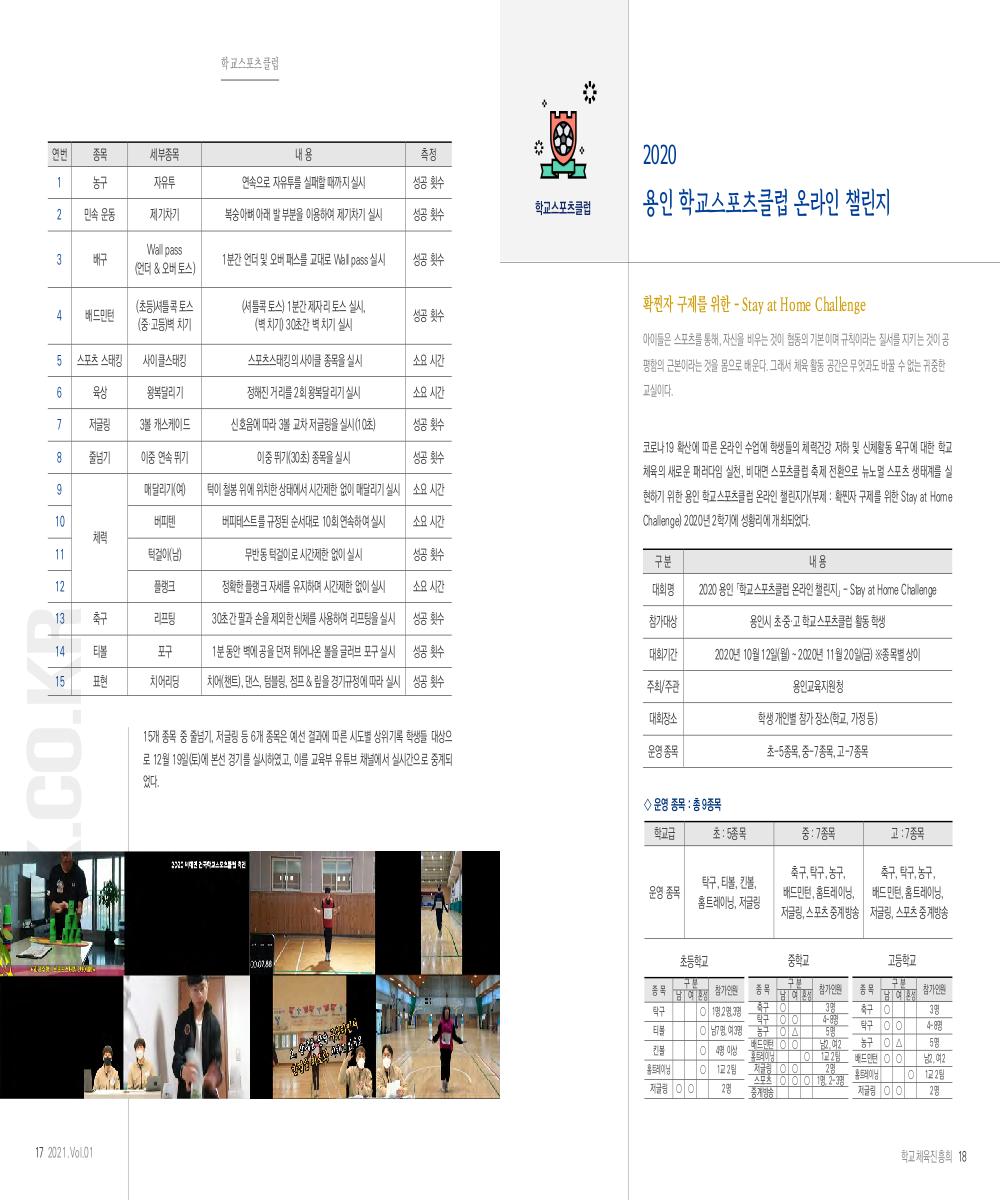 학교스포츠클럽
연번 종목 세부종목 내 용 측정
1 농구 자유투 연속으로 자유투를 실패할 때까지 실시 성공 횟수
2 민속 운동 제기차기 복숭아뼈 아래 발 부분을 이용하여 제기차기 실시 성공 횟수
3 배구 Wall pass (언더 & 오버 토스) 1분간 언더 및 오버 패스를 교대로 Wall pass 실시 성공 횟수
4 배드민턴 (초등)셔틀콕 토스 (중·고등)벽 치기 (셔틀콕 토스) 1분간 제자리 토스 실시, (벽 치기) 30초간 벽 치기 실시 성공 횟수
5 스포츠 스태킹 사이클스태킹 스포츠스태킹의 사이클 종목을 실시 소요 시간
6 육상 왕복달리기 정해진 거리를 2회 왕복달리기 실시 소요 시간
7 저글링 3볼 캐스케이드 신호음에 따라 3볼 교차 저글링을 실시(10초) 성공 횟수
8 줄넘기 이중 연속 뛰기 이중 뛰기(30초) 종목을 실시 성공 횟수
9 매달리기(여) 턱이 철봉 위에 위치한 상태에서 시간제한 없이 매달리기 실시 소요 시간
10 체력 버피텐 버피테스트를 규정된 순서대로 10회 연속하여 실시 소요 시간
11 턱걸이(남) 무반동 턱걸이로 시간제한 없이 실시 성공 횟수
12 플랭크 정확한 플랭크 자세를 유지하며 시간제한 없이 실시 소요 시간
13 축구 리프팅 30초간 팔과 손을 제외한 신체를 사용하여 리프팅을 실시 성공 횟수
14 티볼 포구 1분 동안 벽에 공을 던져 튀어나온 볼을 글러브 포구 실시 성공 횟수
15 표현 치어리딩 치어(챈트), 댄스, 텀블링, 점프 & 맆을 경기규정에 따라 실시 성공 횟수
15개 종목 중 줄넘기, 저글링 등 6개 종목은 예선 결과에 따른 시도별 상위기록 학생들 대상으
로 12월 19일(토)에 본선 경기를 실시하였고, 이를 교육부 유튜브 채널에서 실시간으로 중계되
었다.
.CO.KR
2020 비대면 전국학교스포츠클럽 축전
00:07.88
17 2021.Vol.01
학교스포츠클럽
2020
용인 학교스포츠클럽 온라인 챌린지
확찐자 구제를 위한 - Stay at Home Challenge
아이들은 스포츠를 통해, 자신을 비우는 것이 협동의 기본이며 규칙이라는 질서를 지키는 것이 공
평함의 근본이라는 것을 몸으로 배운다. 그래서 체육 활동 공간은 무엇과도 바꿀 수 없는 귀중한
교실이다.
코로나19 확산에 따른 온라인 수업에 학생들의 체력건강 저하 및 신체활동 욕구에 대한 학교
체육의 새로운 패러다임 실천, 비대면 스포츠클럽 축제 전환으로 뉴노멀 스포츠 생태계를 실
현하기 위한 용인 학교스포츠클럽 온라인 챌린지가(부제 : 확찐자 구제를 위한 Stay at Home
Challenge) 2020년 2학기에 성황리에 개최되었다.
구 분 내 용
대회명 2020 용인 「학교스포츠클럽 온라인 챌린지」 - Stay at Home Challenge
참가대상 용인시 초·중·고 학교스포츠클럽 활동 학생
대회기간 2020년 10월 12일(월) ~ 2020년 11월 20일(금) ※종목별 상이
주최/주관 용인교육지원청
대회장소 학생 개인별 참가 장소(학교, 가정 등)
운영 종목 초-5종목, 중-7종목, 고-7종목
◇ 운영 종목 : 총 9종목
학교급 초 : 5종목 중 : 7종목 고 : 7종목
운영 종목 탁구, 티볼, 킨볼, 홈트레이닝, 저글링 축구, 탁구, 농구, 배드민턴, 홈트레이닝, 저글링, 스포츠 중계방송 축구, 탁구, 농구, 배드민턴, 홈트레이닝, 저글링, 스포츠 중계방송
초등학교
종 목 구 분 참가인원
남 여 혼성
탁구 ○ 1명,2명,3명
티볼 ○ 남7명, 여3명
킨볼 ○ 4명 이상
홈트레이닝 ○ 1교 2팀
저글링 ○ ○ 2명
중학교
종 목 구 분 참가인원
남 여 혼성
축구 ○ 3명
탁구 ○ ○ 4~8명
농구 ○ △ 5명
배드민턴 ○ ○ 남2, 여2
홈트레이닝 ○ 1교 2팀
저글링 ○ ○ 2명
스포츠 중계방송 ○ ○ ○ 1명, 2~3명
고등학교
종 목 구 분 참가인원
남 여 혼성
축구 ○ 3명
탁구 ○ ○ 4~8명
농구 ○ △ 5명
배드민턴 ○ ○ 남2, 여2
홈트레이닝 ○ 1교 2팀
저글링 ○ ○ 2명
학교체육진흥회 18